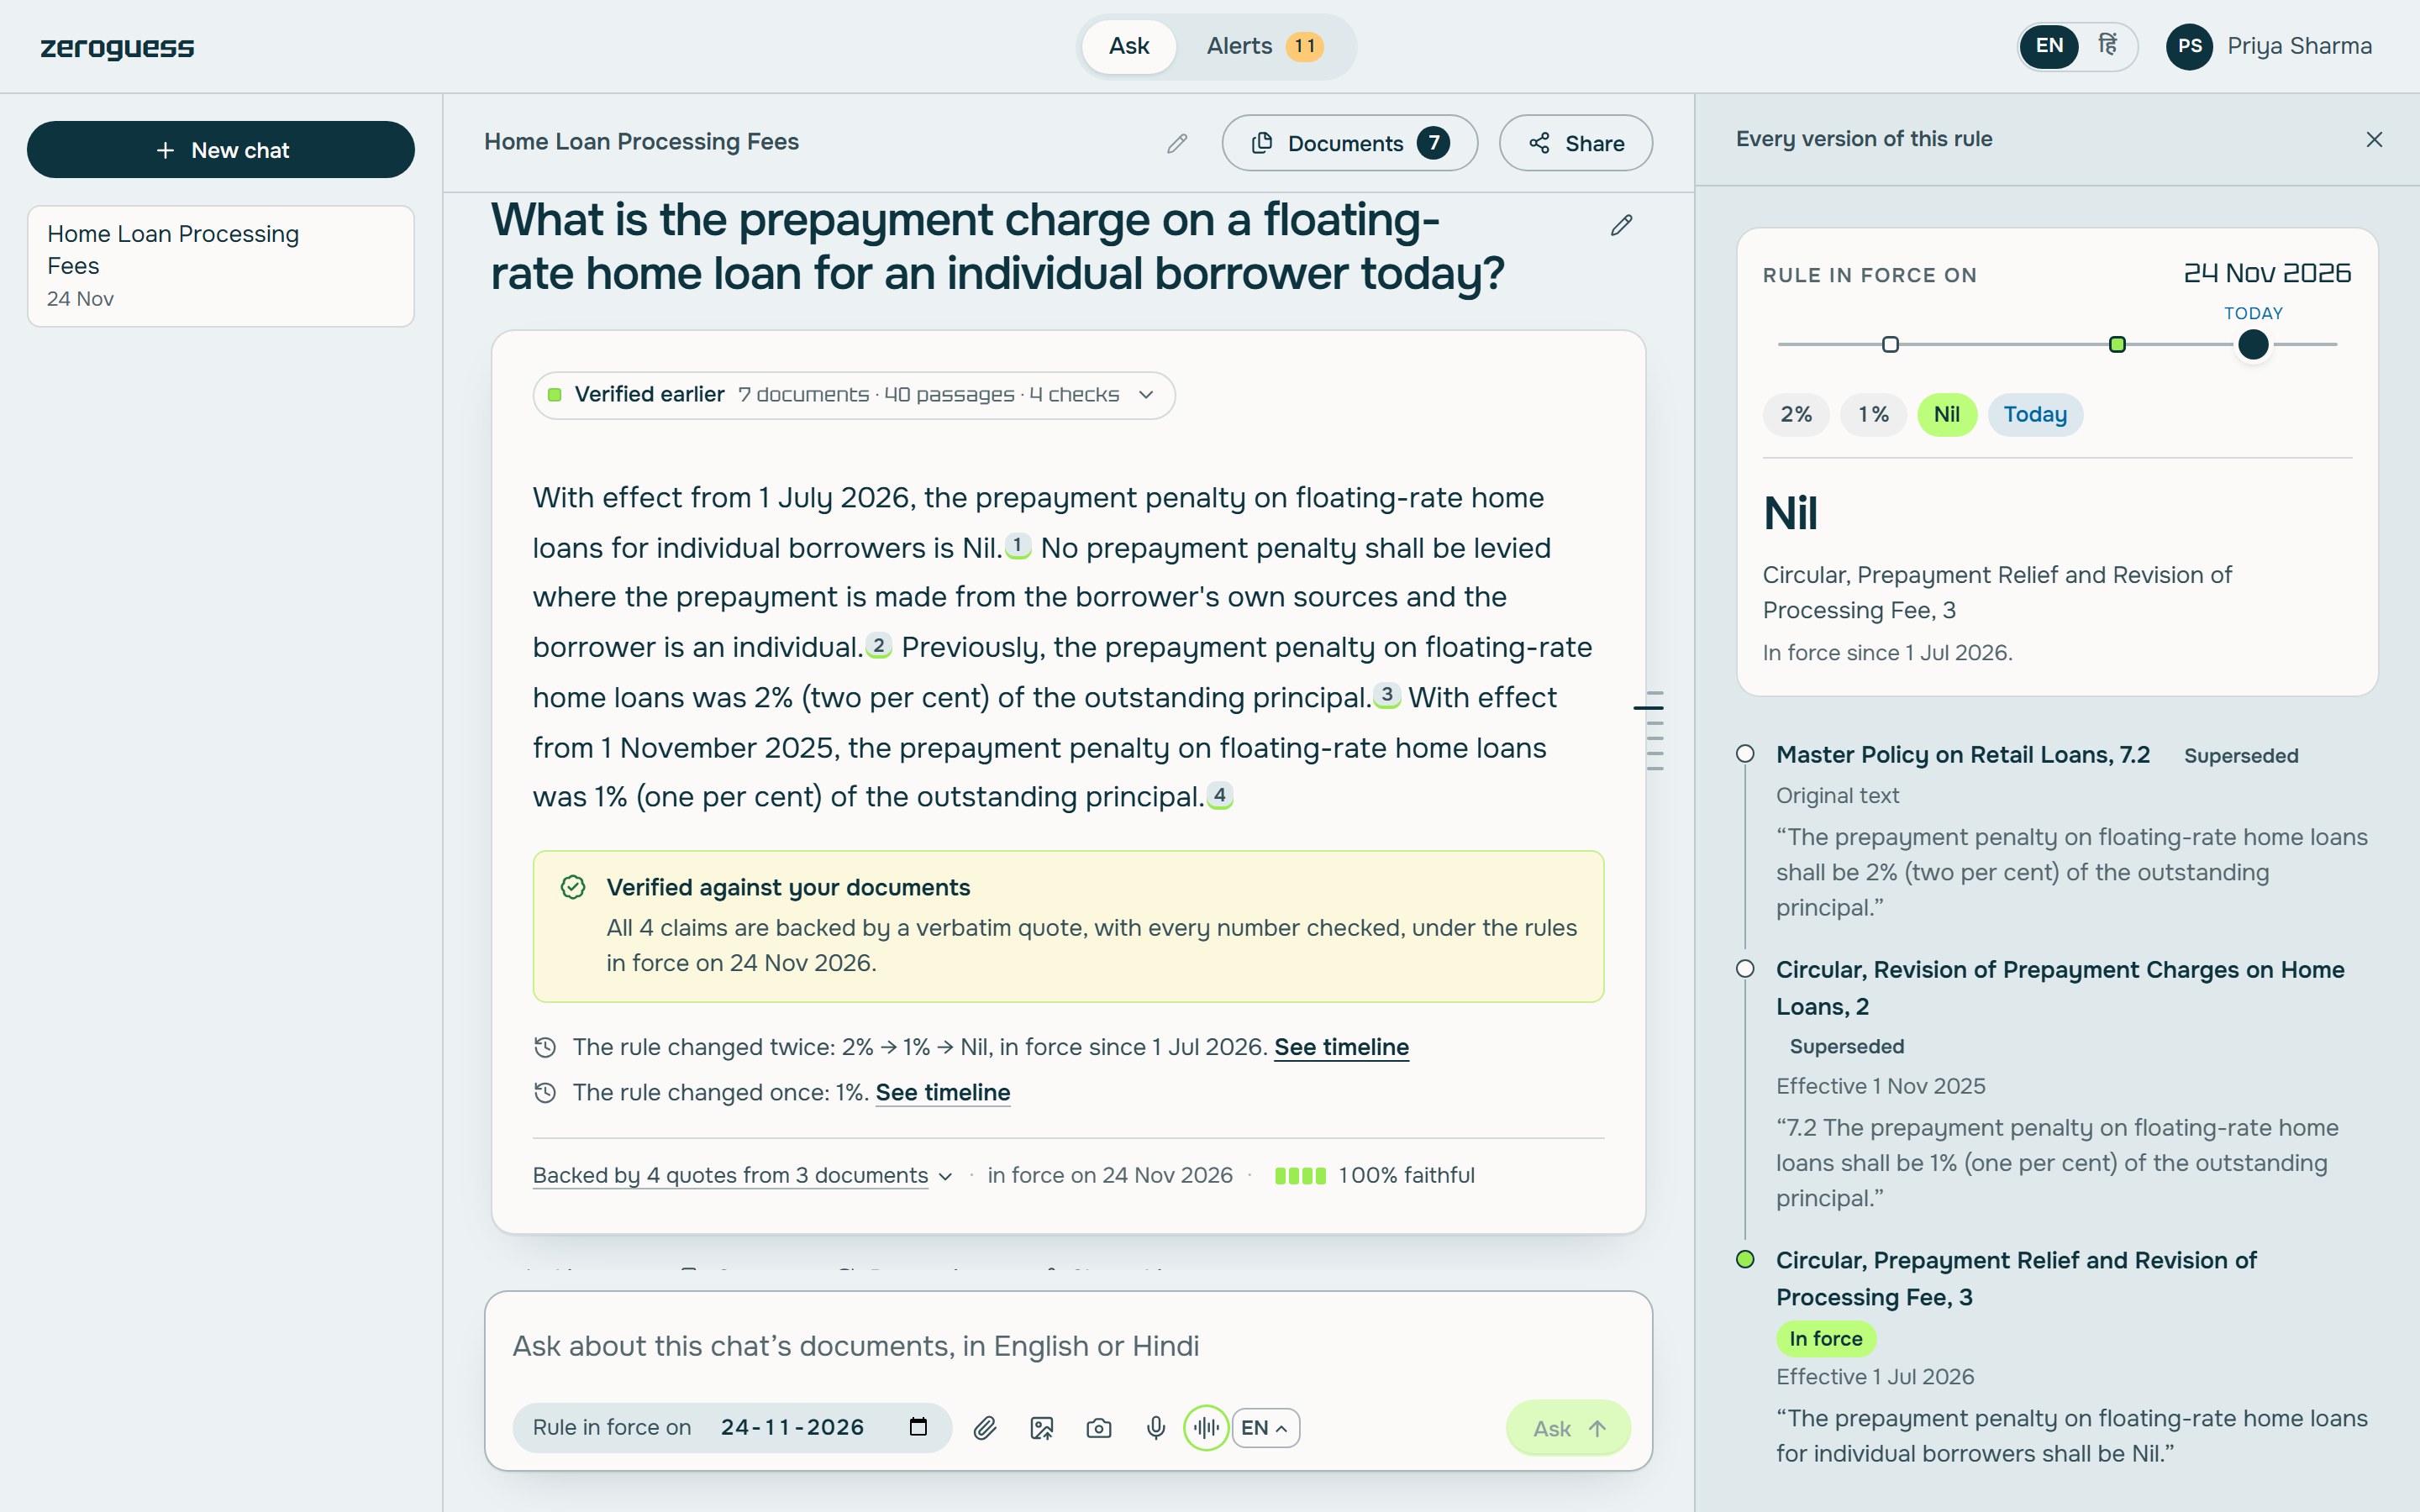 zeroguess
Ask
Alerts 11
EN हिं
PS Priya Sharma
New chat
Home Loan Processing
Fees
24 Nov
Home Loan Processing Fees
Documents 7
Share
What is the prepayment charge on a floating-
rate home loan for an individual borrower today?
Verified earlier 7 documents · 40 passages · 4 checks
With effect from 1 July 2026, the prepayment penalty on floating-rate home
loans for individual borrowers is Nil. 1 No prepayment penalty shall be levied
where the prepayment is made from the borrower's own sources and the
borrower is an individual. 2 Previously, the prepayment penalty on floating-rate
home loans was 2% (two per cent) of the outstanding principal. 3 With effect
from 1 November 2025, the prepayment penalty on floating-rate home loans
was 1% (one per cent) of the outstanding principal. 4
Verified against your documents
All 4 claims are backed by a verbatim quote, with every number checked, under the rules
in force on 24 Nov 2026.
The rule changed twice: 2% → 1% → Nil, in force since 1 Jul 2026. See timeline
The rule changed once: 1%. See timeline
Backed by 4 quotes from 3 documents · in force on 24 Nov 2026 · 100% faithful
Ask about this chat’s documents, in English or Hindi
Rule in force on 24-11-2026
EN
Ask
Every version of this rule
RULE IN FORCE ON 24 Nov 2026
TODAY
2% 1% Nil Today
Nil
Circular, Prepayment Relief and Revision of
Processing Fee, 3
In force since 1 Jul 2026.
Master Policy on Retail Loans, 7.2 Superseded
Original text
“The prepayment penalty on floating-rate home loans
shall be 2% (two per cent) of the outstanding
principal.”
Circular, Revision of Prepayment Charges on Home
Loans, 2
Superseded
Effective 1 Nov 2025
“7.2 The prepayment penalty on floating-rate home
loans shall be 1% (one per cent) of the outstanding
principal.”
Circular, Prepayment Relief and Revision of
Processing Fee, 3
In force
Effective 1 Jul 2026
“The prepayment penalty on floating-rate home loans
for individual borrowers shall be Nil.”